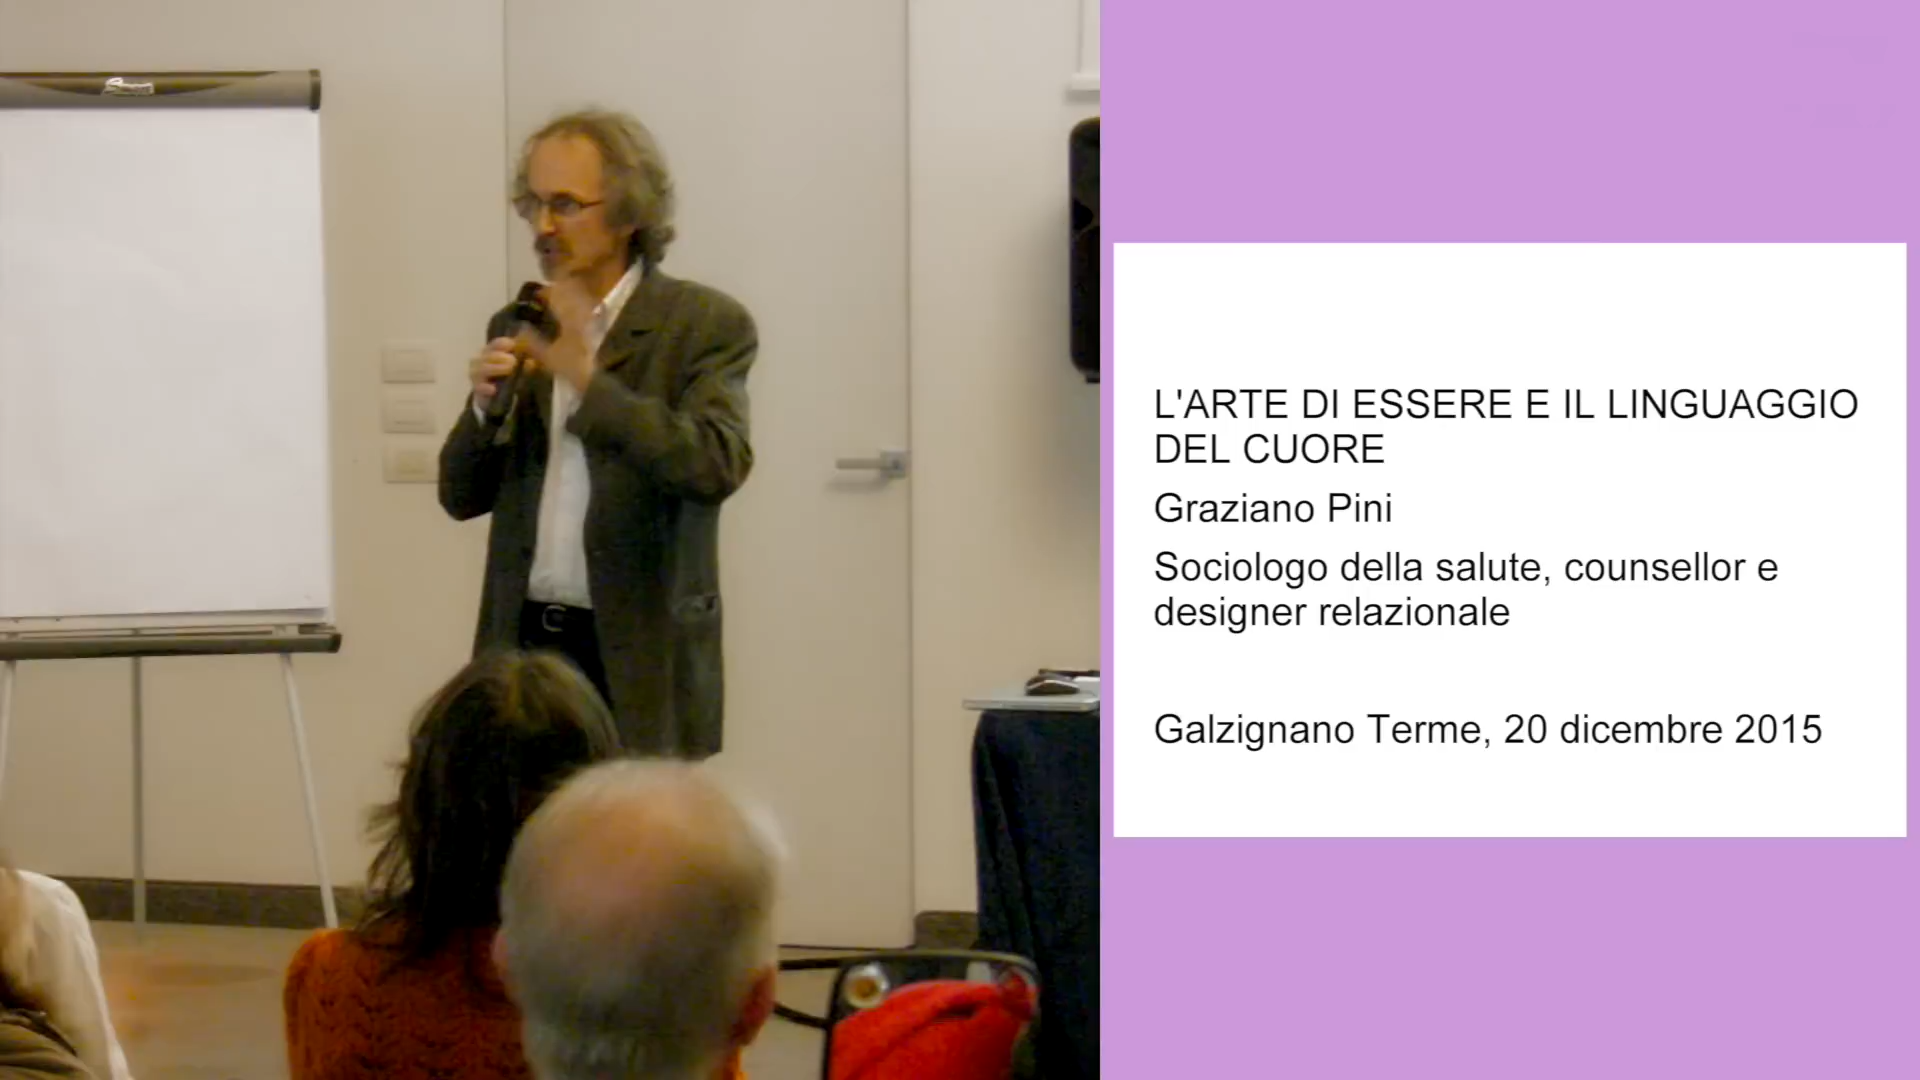 L'ARTE DI ESSERE E IL LINGUAGGIO
DEL CUORE
Graziano Pini
Sociologo della salute, counsellor e
designer relazionale
Galzignano Terme, 20 dicembre 2015